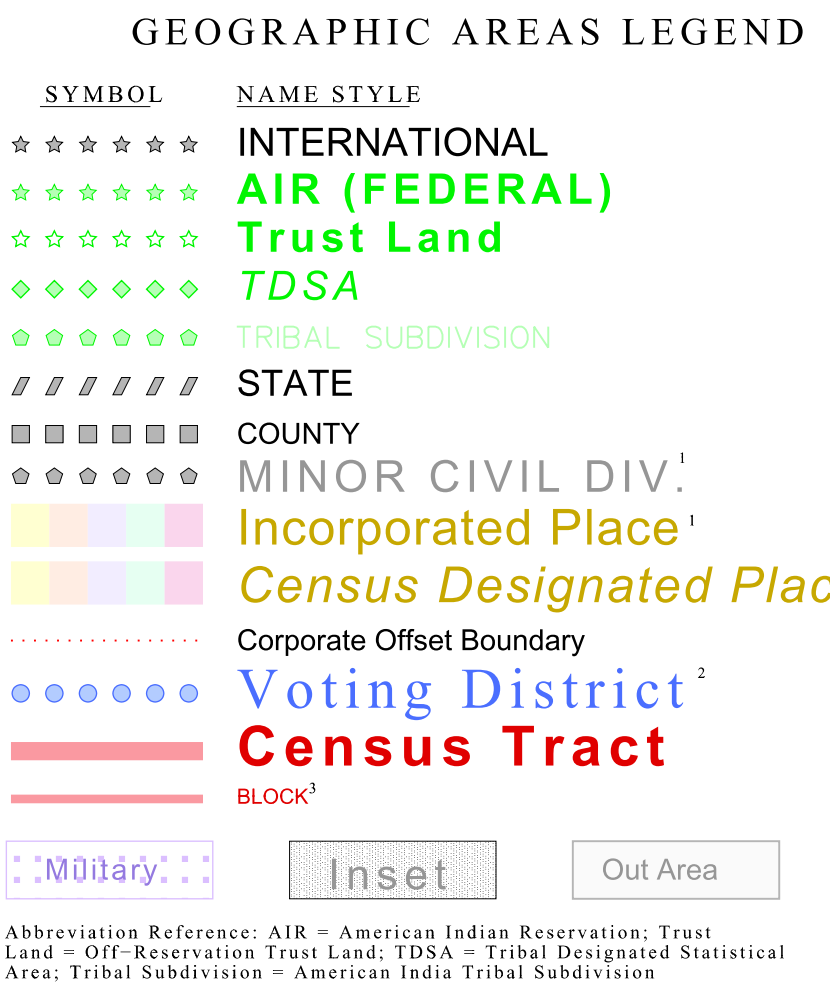 GEOGRAPHIC AREAS LEGEND
SYMBOL NAME STYLE
INTERNATIONAL
AIR (FEDERAL)
Trust Land
TDSA
TRIBAL SUBDIVISION
STATE
COUNTY
MINOR CIVIL DIV.¹
Incorporated Place ¹
Census Designated Plac
Corporate Offset Boundary
Voting District ²
Census Tract
BLOCK³
Military Inset Out Area
Abbreviation Reference: AIR = American Indian Reservation; Trust
Land = Off−Reservation Trust Land; TDSA = Tribal Designated Statistical
Area; Tribal Subdivision = American India Tribal Subdivision